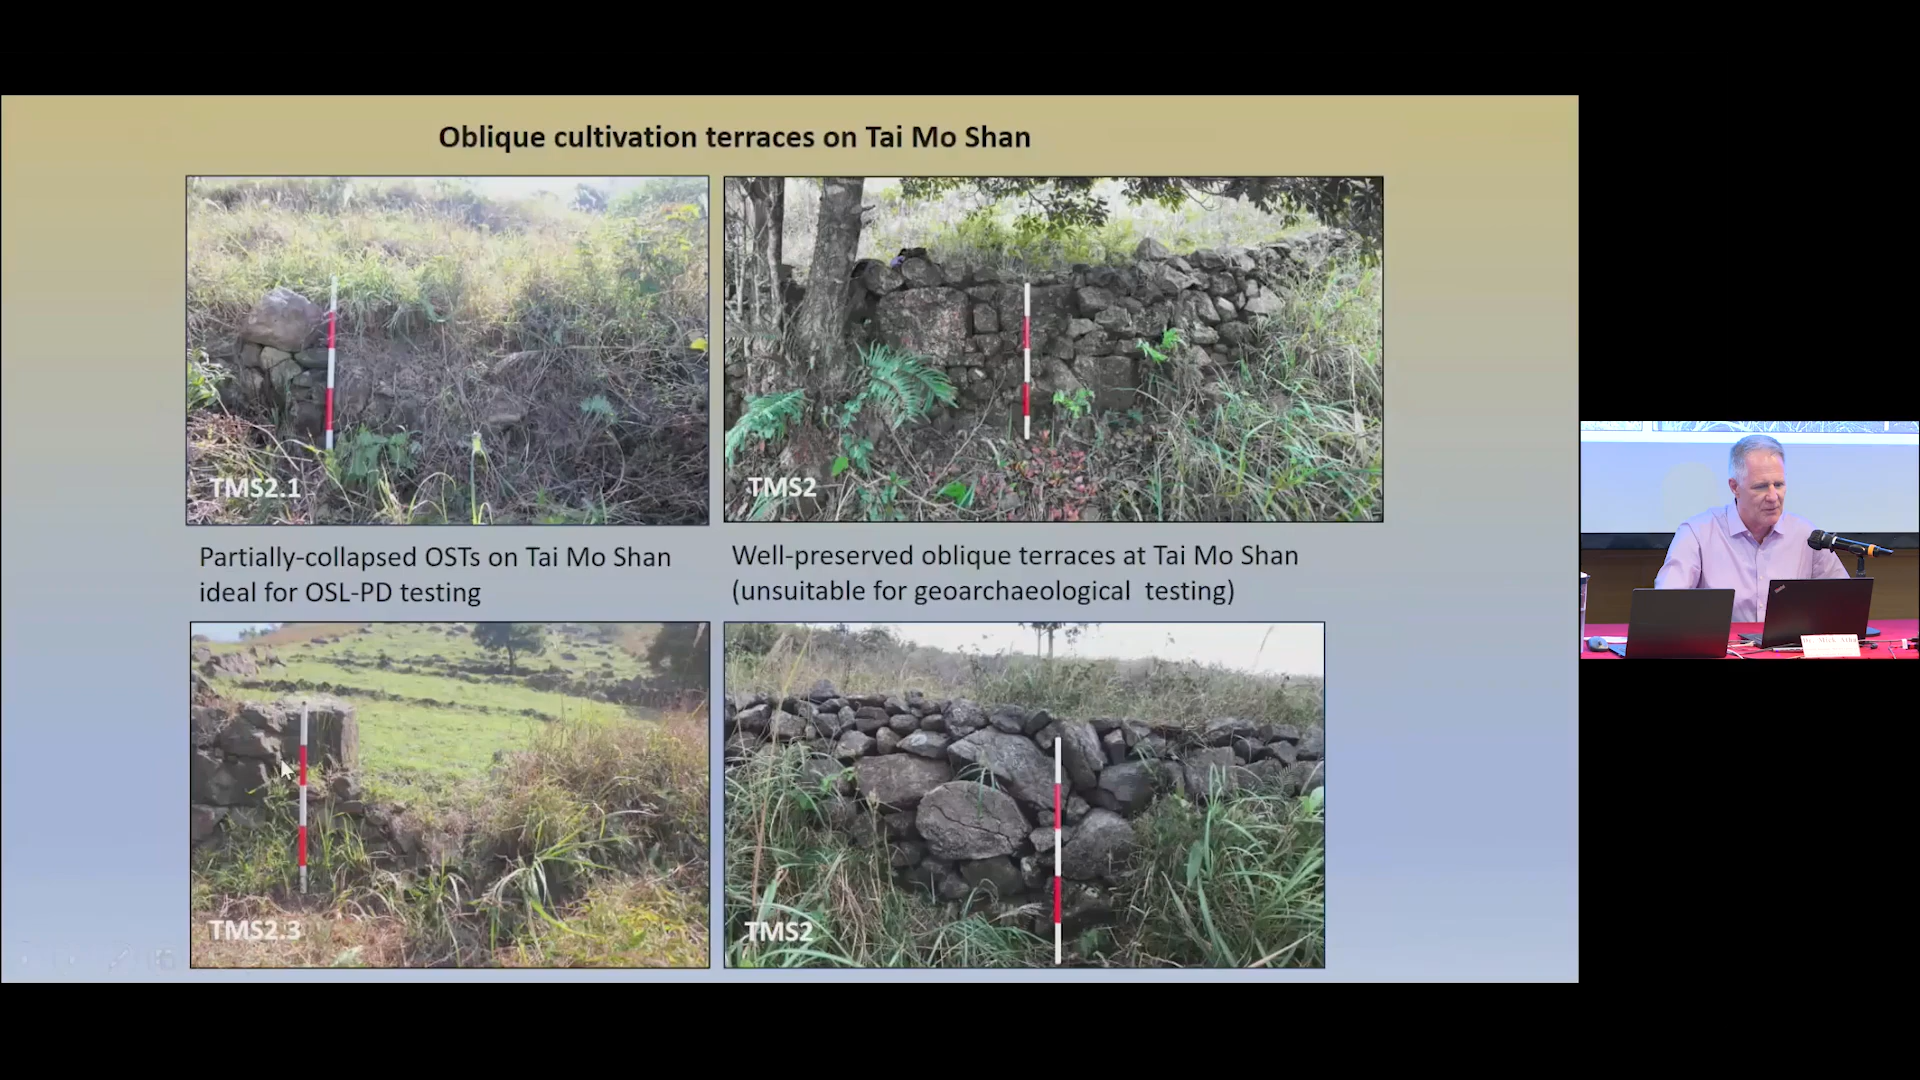 Oblique cultivation terraces on Tai Mo Shan
TMS2.1
TMS2
Partially-collapsed OSTs on Tai Mo Shan
ideal for OSL-PD testing
Well-preserved oblique terraces at Tai Mo Shan
(unsuitable for geoarchaeological testing)
TMS2.3
TMS2